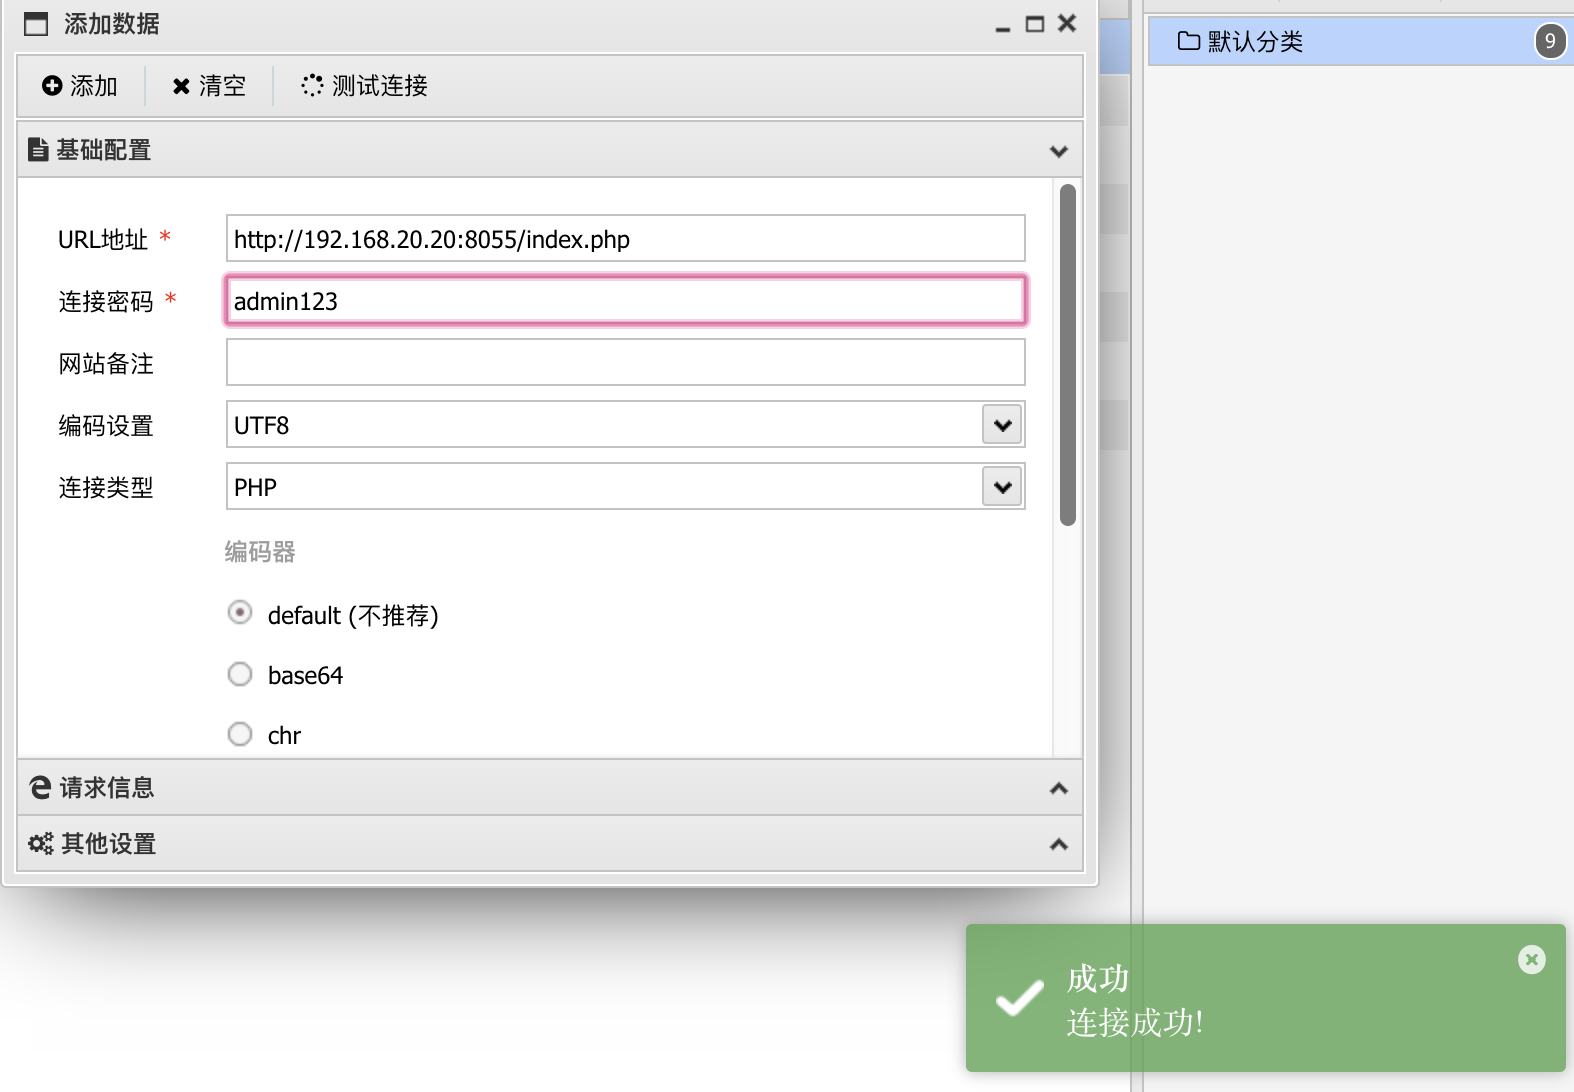 添加数据
添加
清空
测试连接
基础配置
URL地址 *
http://192.168.20.20:8055/index.php
连接密码 *
admin123
网站备注
编码设置
UTF8
连接类型
PHP
编码器
default (不推荐)
base64
chr
请求信息
其他设置
默认分类
9
成功
连接成功!